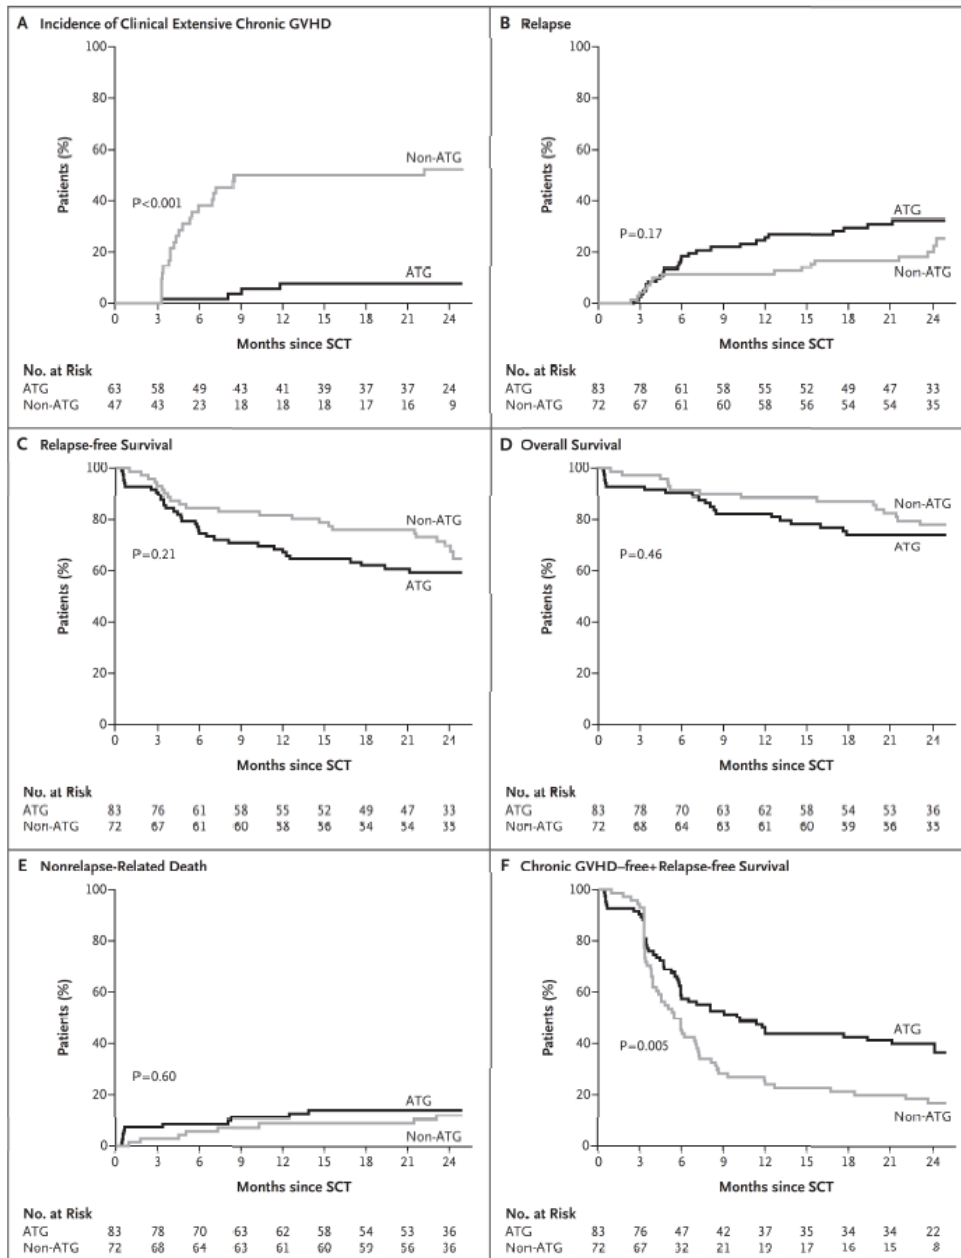 A Incidence of Clinical Extensive Chronic GVHD
100
80
60
40
20
0
Patients (%)
P<0.001
Non-ATG
ATG
0 3 6 9 12 15 18 21 24
Months since SCT
No. at Risk
ATG 63 58 49 43 41 39 37 37 24
Non-ATG 47 43 23 18 18 18 17 16 9
B Relapse
100
80
60
40
20
0
Patients (%)
P=0.17
ATG
Non-ATG
0 3 6 9 12 15 18 21 24
Months since SCT
No. at Risk
ATG 83 78 61 58 55 52 49 47 33
Non-ATG 72 67 61 60 58 56 54 54 35
C Relapse-free Survival
100
80
60
40
20
0
Patients (%)
P=0.21
Non-ATG
ATG
0 3 6 9 12 15 18 21 24
Months since SCT
No. at Risk
ATG 83 76 61 58 55 52 49 47 33
Non-ATG 72 67 61 60 58 56 54 54 35
D Overall Survival
100
80
60
40
20
0
Patients (%)
P=0.46
Non-ATG
ATG
0 3 6 9 12 15 18 21 24
Months since SCT
No. at Risk
ATG 83 78 70 63 62 58 54 53 36
Non-ATG 72 68 64 63 61 60 59 56 35
E Nonrelapse-Related Death
100
80
60
40
20
0
Patients (%)
P=0.60
ATG
Non-ATG
0 3 6 9 12 15 18 21 24
Months since SCT
No. at Risk
ATG 83 78 70 63 62 58 54 53 36
Non-ATG 72 68 64 63 61 60 59 56 36
F Chronic GVHD–free+Relapse-free Survival
100
80
60
40
20
0
Patients (%)
P=0.005
ATG
Non-ATG
0 3 6 9 12 15 18 21 24
Months since SCT
No. at Risk
ATG 83 76 47 42 37 35 34 34 22
Non-ATG 72 67 32 21 19 17 16 15 8